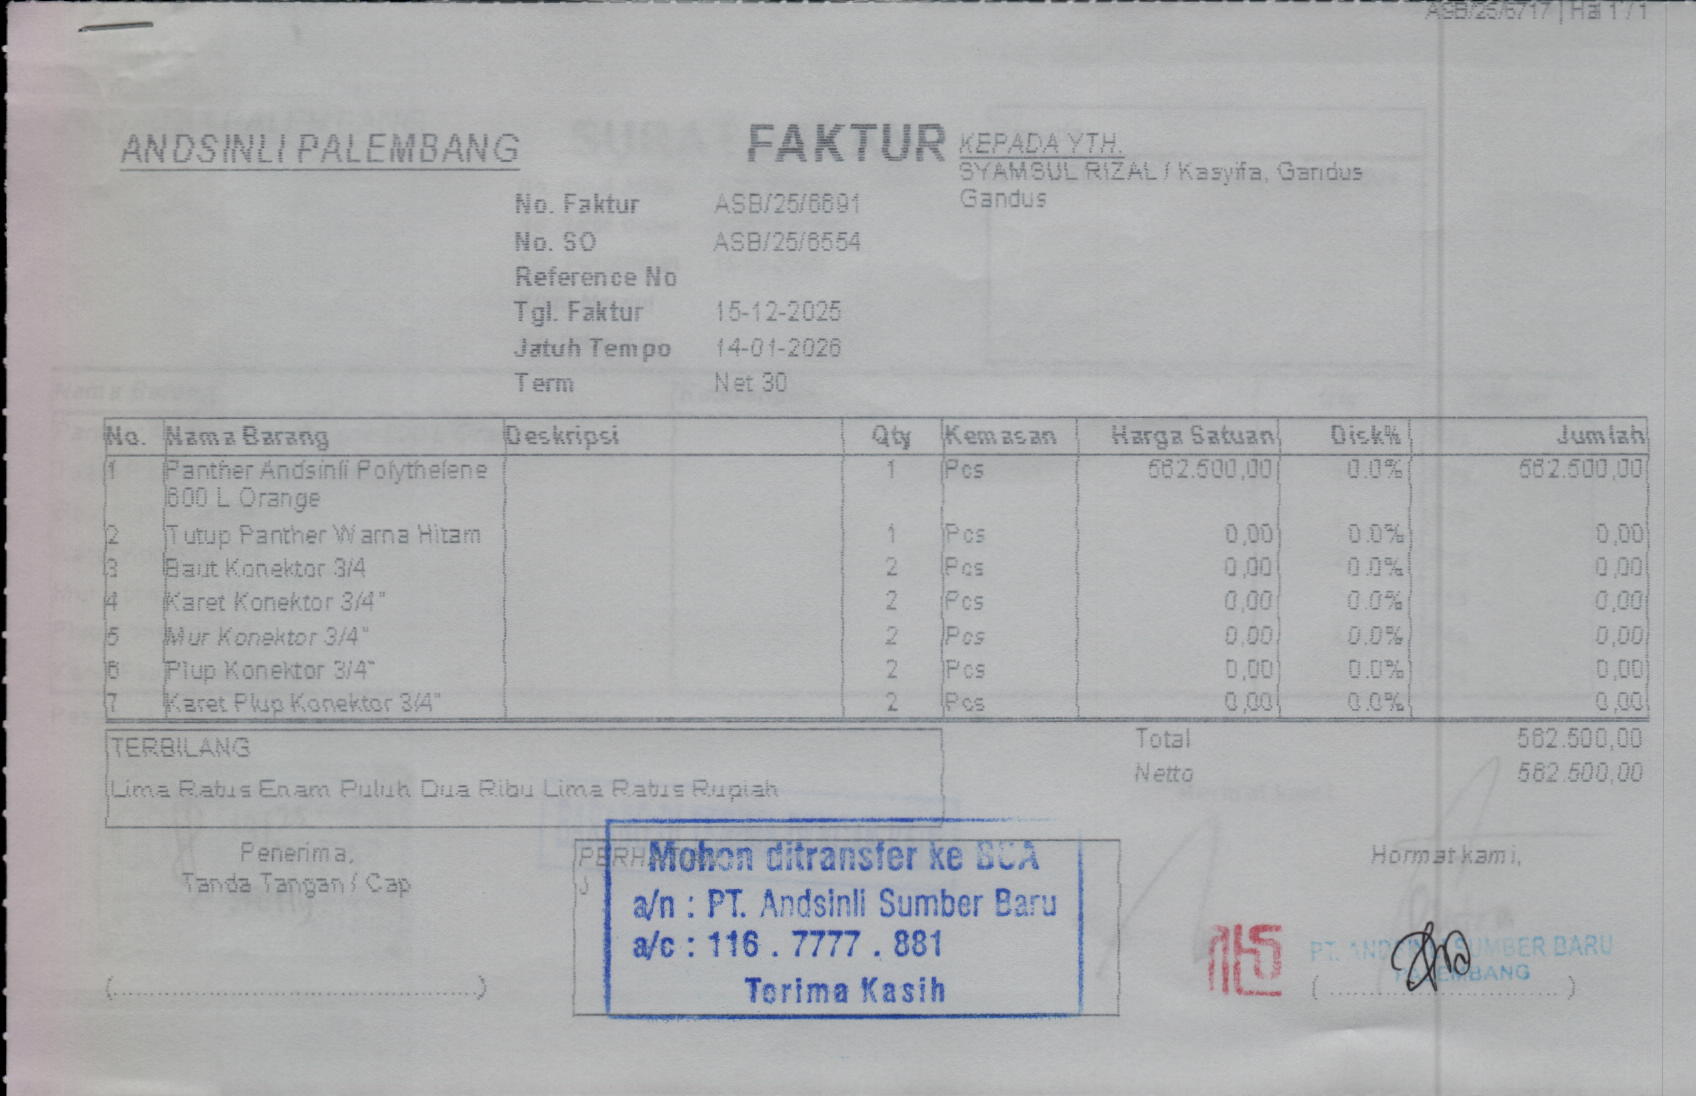 ASB/25/6717 | Hal 1 / 1
ANDSINLI PALEMBANG
FAKTUR
KEPADA YTH.
SYAMSUL RIZAL / Kasyifa, Gandus
Gandus
No. Faktur ASB/25/6691
No. SO ASB/25/6554
Reference No
Tgl. Faktur 15-12-2025
Jatuh Tempo 14-01-2026
Term Net 30
No. Nama Barang Deskripsi Qty Kemasan Harga Satuan Disk% Jumlah
1 Panther Andsinli Polythelene 1 Pcs 562.500,00 0.0% 562.500,00
600 L Orange
2 Tutup Panther Warna Hitam 1 Pcs 0,00 0.0% 0,00
3 Baut Konektor 3/4 2 Pcs 0,00 0.0% 0,00
4 Karet Konektor 3/4" 2 Pcs 0,00 0.0% 0,00
5 Mur Konektor 3/4" 2 Pcs 0,00 0.0% 0,00
6 Plup Konektor 3/4" 2 Pcs 0,00 0.0% 0,00
7 Karet Plup Konektor 3/4" 2 Pcs 0,00 0.0% 0,00
TERBILANG
Lima Ratus Enam Puluh Dua Ribu Lima Ratus Rupiah
Total 562.500,00
Netto 562.500,00
Penerima,
Tanda Tangan / Cap
Mohon ditransfer ke BCA
a/n : PT. Andsinli Sumber Baru
a/c : 116 . 7777 . 881
Terima Kasih
Hormat kami,
PT. ANDSINLI SUMBER BARU
PALEMBANG